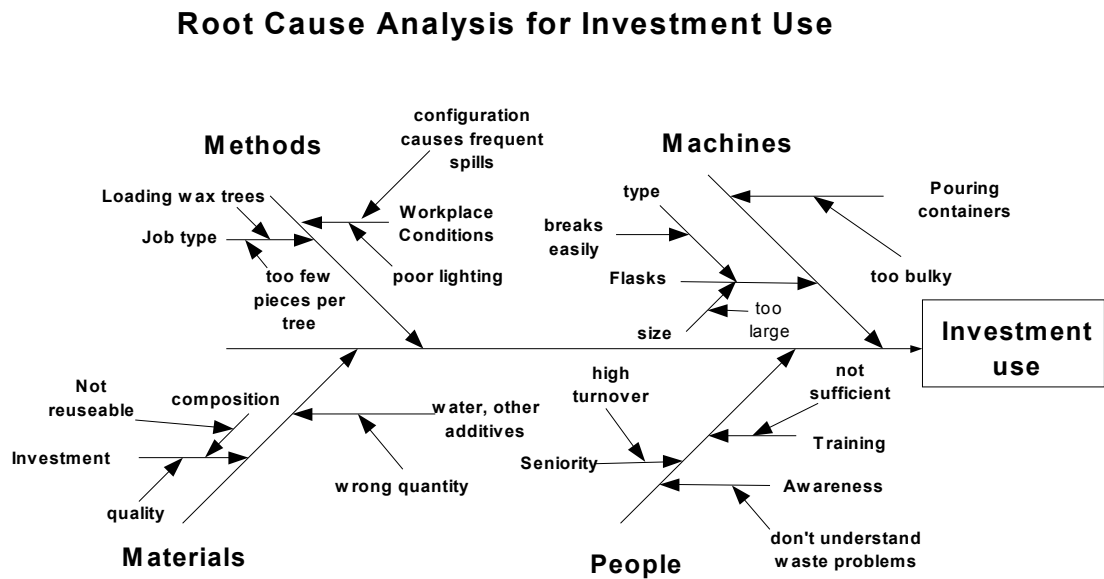 Root Cause Analysis for Investment Use
Methods
configuration
causes frequent
spills
Loading wax trees
Job type
Workplace
Conditions
too few
pieces per
tree
poor lighting
Machines
type
breaks
easily
Flasks
size
too
large
Pouring
containers
too bulky
Investment
use
Not
reuseable
composition
Investment
quality
water, other
additives
wrong quantity
Materials
high
turnover
Seniority
not
sufficient
Training
Awareness
don't understand
waste problems
People